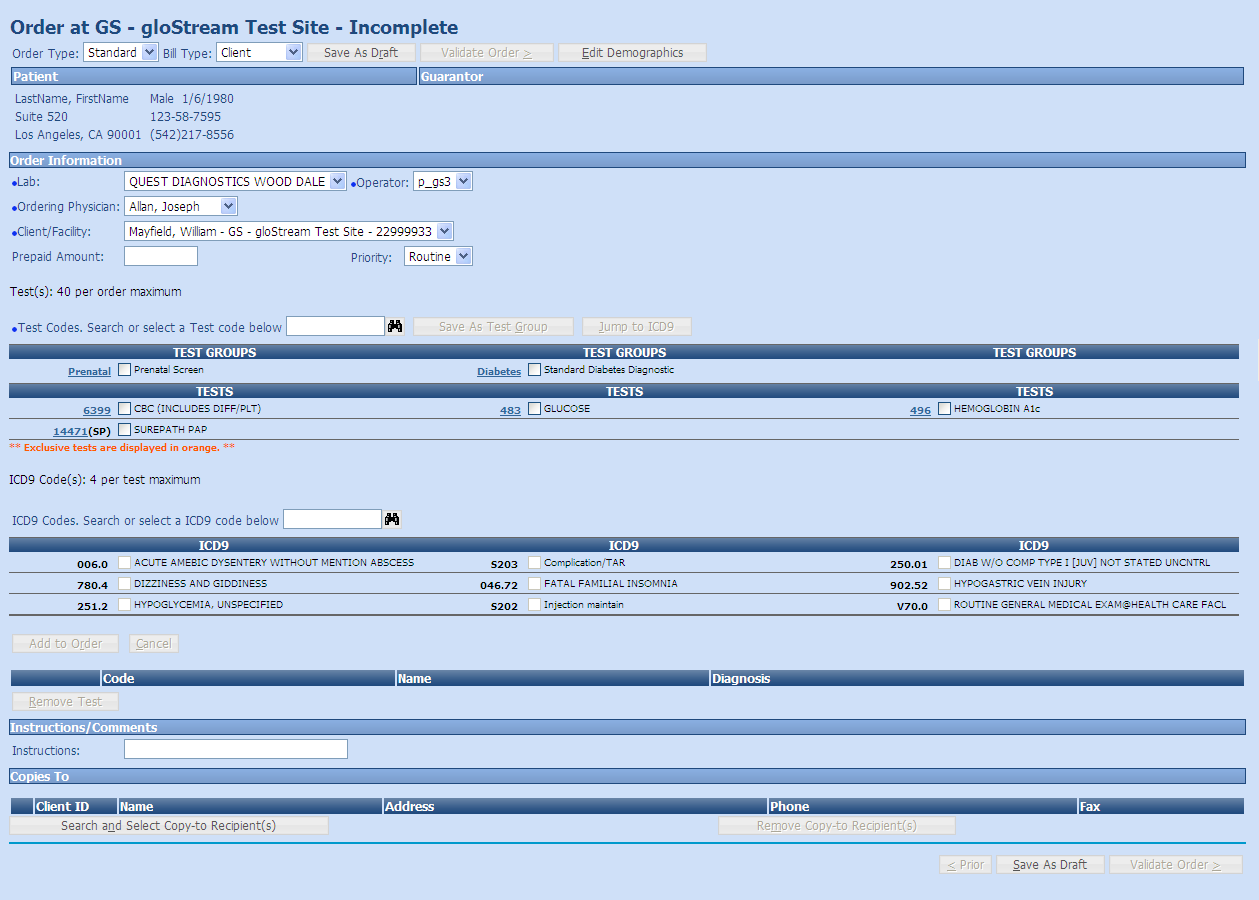 Order at GS - gloStream Test Site - Incomplete
Order Type: Standard Bill Type: Client Save As Draft Validate Order > Edit Demographics
Patient Guarantor
LastName, FirstName Male 1/6/1980
Suite 520 123-58-7595
Los Angeles, CA 90001 (542)217-8556
Order Information
Lab: QUEST DIAGNOSTICS WOOD DALE Operator: p_gs3
Ordering Physician: Allan, Joseph
Client/Facility: Mayfield, William - GS - gloStream Test Site - 22999933
Prepaid Amount: Priority: Routine
Test(s): 40 per order maximum
Test Codes. Search or select a Test code below Save As Test Group Jump to ICD9
TEST GROUPS TEST GROUPS TEST GROUPS
Prenatal Prenatal Screen Diabetes Standard Diabetes Diagnostic
TESTS TESTS TESTS
6399 CBC (INCLUDES DIFF/PLT) 483 GLUCOSE 496 HEMOGLOBIN A1c
14471(SP) SUREPATH PAP
** Exclusive tests are displayed in orange. **
ICD9 Code(s): 4 per test maximum
ICD9 Codes. Search or select a ICD9 code below
ICD9 ICD9 ICD9
006.0 ACUTE AMEBIC DYSENTERY WITHOUT MENTION ABSCESS S203 Complication/TAR 250.01 DIAB W/O COMP TYPE I [JUV] NOT STATED UNCNTRL
780.4 DIZZINESS AND GIDDINESS 046.72 FATAL FAMILIAL INSOMNIA 902.52 HYPOGASTRIC VEIN INJURY
251.2 HYPOGLYCEMIA, UNSPECIFIED S202 Injection maintain V70.0 ROUTINE GENERAL MEDICAL EXAM@HEALTH CARE FACL
Add to Order Cancel
Code Name Diagnosis
Remove Test
Instructions/Comments
Instructions:
Copies To
Client ID Name Address Phone Fax
Search and Select Copy-to Recipient(s) Remove Copy-to Recipient(s)
< Prior Save As Draft Validate Order >